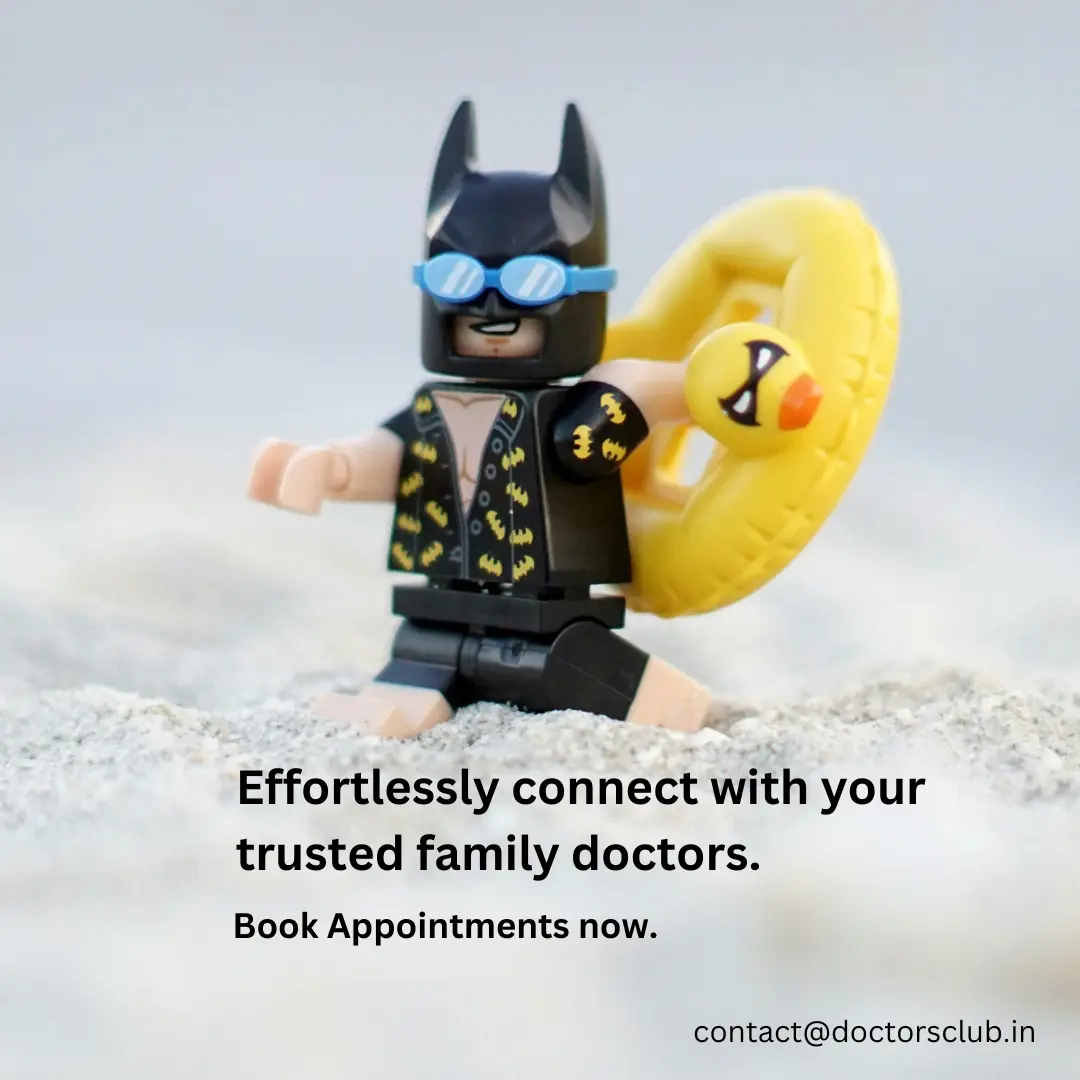 Effortlessly connect with your
trusted family doctors.
Book Appointments now.
contact@doctorsclub.in